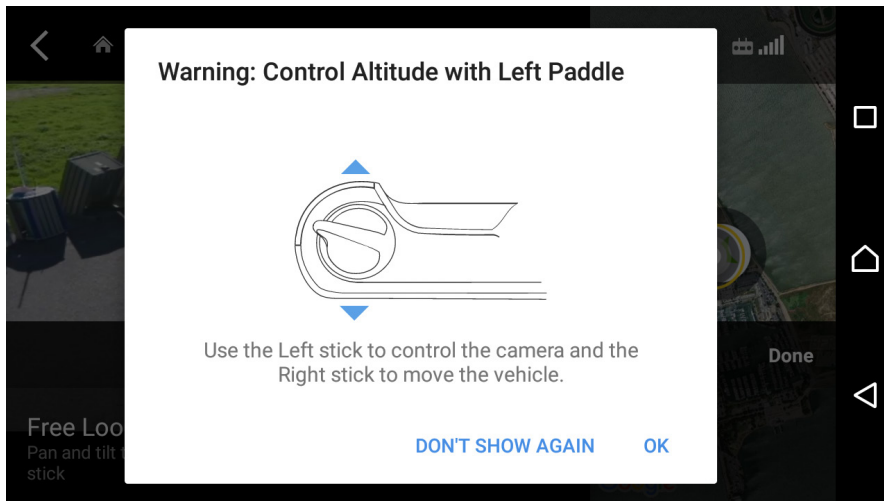 Warning: Control Altitude with Left Paddle
Use the Left stick to control the camera and the
Right stick to move the vehicle.
DON'T SHOW AGAIN OK
Done
Free Loo
Pan and tilt t
stick
Google